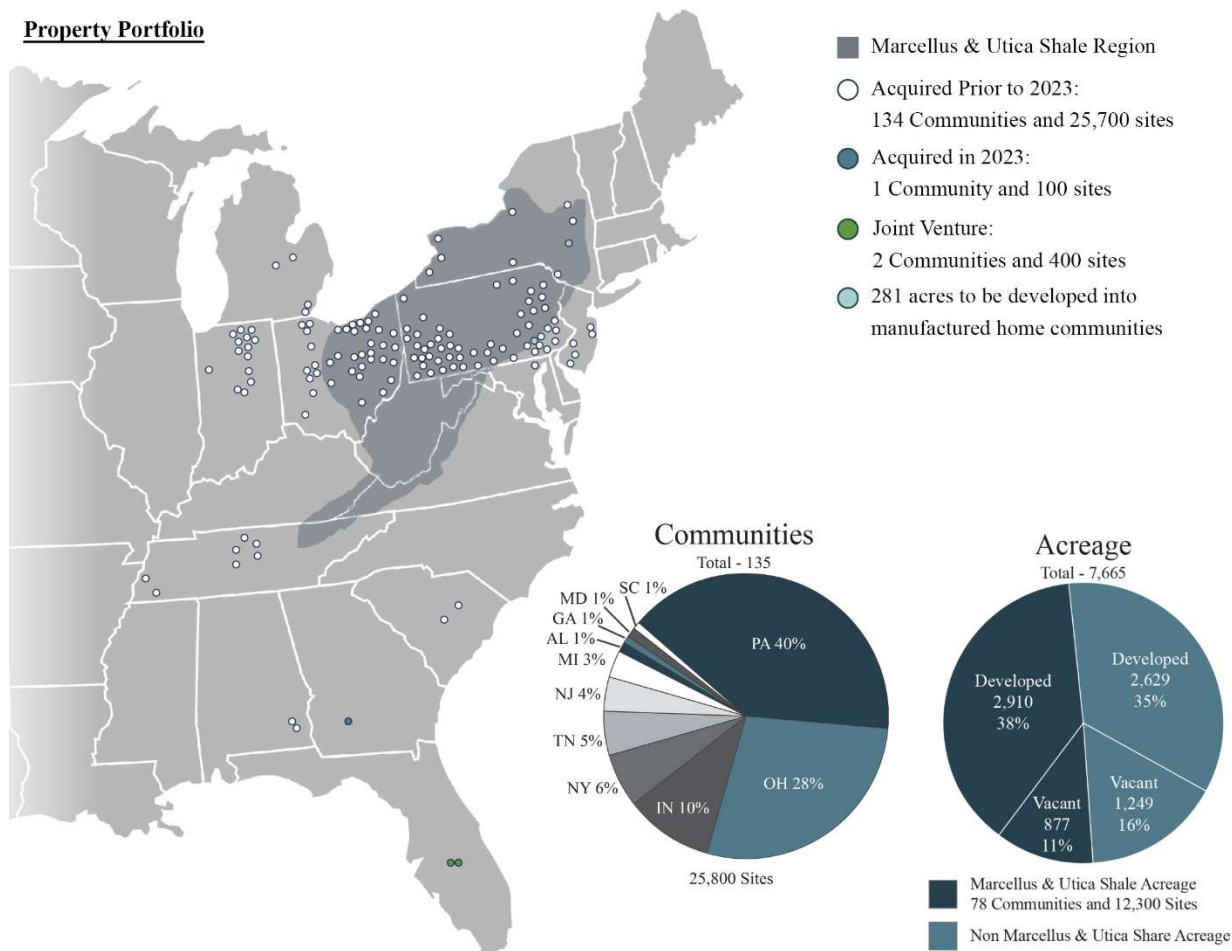 Property Portfolio
Marcellus & Utica Shale Region
Acquired Prior to 2023:
134 Communities and 25,700 sites
Acquired in 2023:
1 Community and 100 sites
Joint Venture:
2 Communities and 400 sites
281 acres to be developed into
manufactured home communities
Communities
Total - 135
SC 1%
MD 1%
GA 1%
AL 1%
MI 3%
NJ 4%
TN 5%
NY 6%
IN 10%
OH 28%
PA 40%
25,800 Sites
Acreage
Total - 7,665
Developed
2,910
38%
Developed
2,629
35%
Vacant
877
11%
Vacant
1,249
16%
Marcellus & Utica Shale Acreage
78 Communities and 12,300 Sites
Non Marcellus & Utica Share Acreage